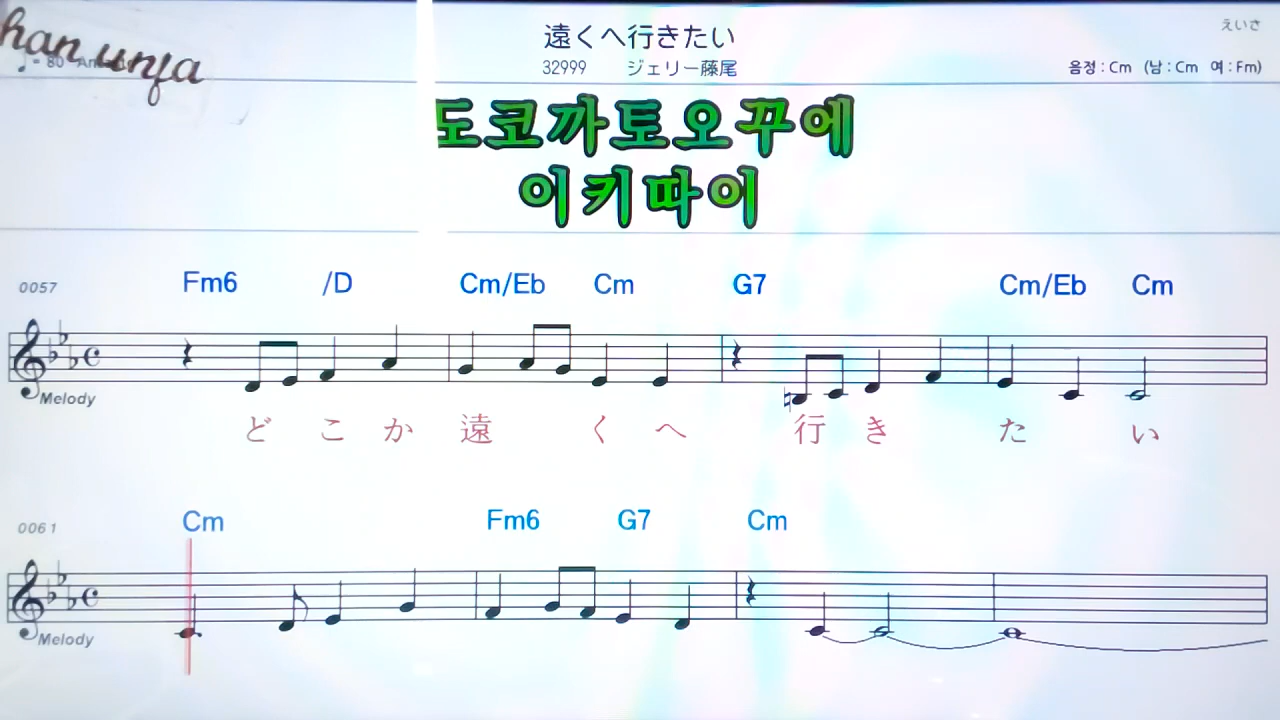 えいさ
遠くへ行きたい
han unja
♩= 80
32999 ジェリー藤尾
음정 : Cm (남 : Cm 여 : Fm)
도코까토오꾸에
이키따이
0057 Fm6 /D Cm/Eb Cm G7 Cm/Eb Cm
Melody
どこか遠くへ行きたい
0061 Cm Fm6 G7 Cm
Melody